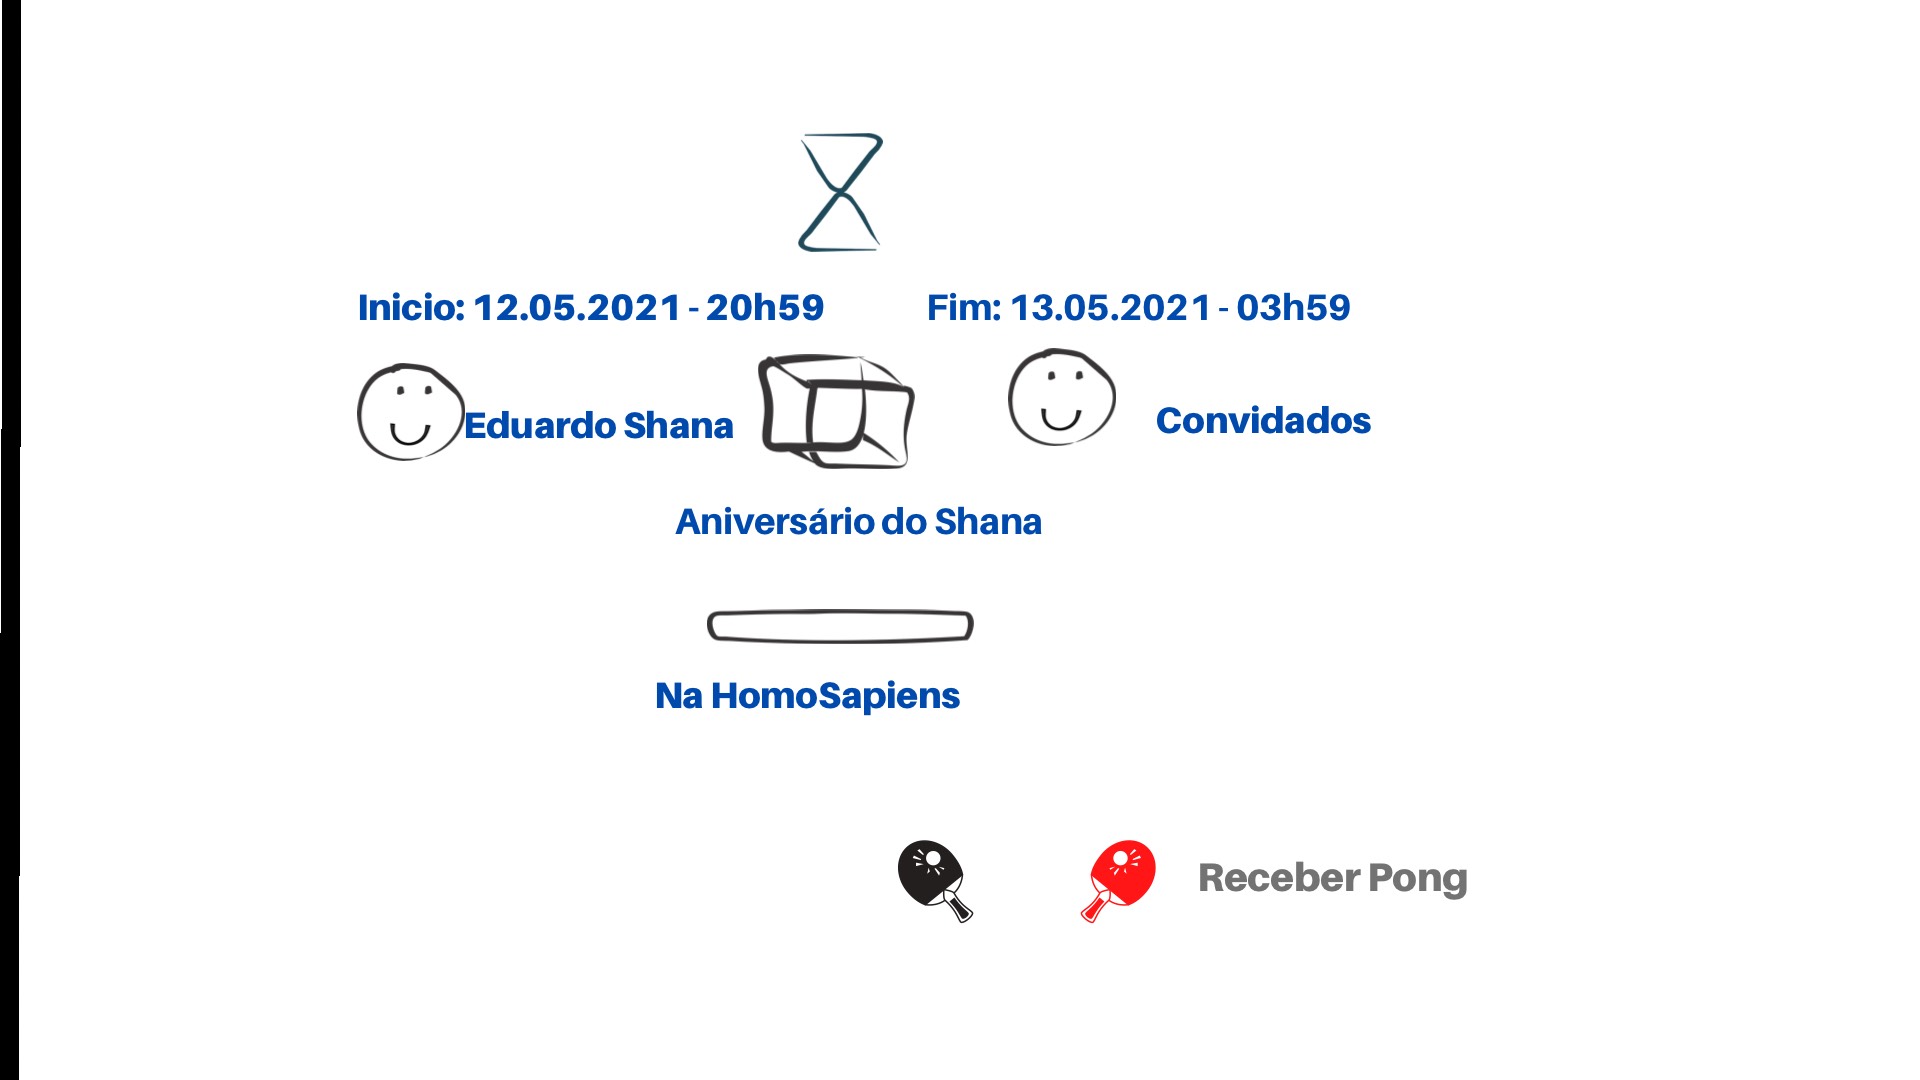 Inicio: 12.05.2021 - 20h59
Fim: 13.05.2021 - 03h59
Eduardo Shana
Convidados
Aniversário do Shana
Na HomoSapiens
Receber Pong